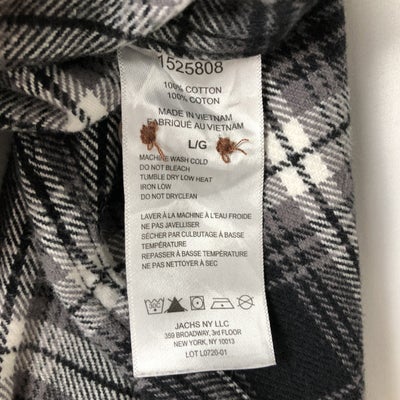 1525808
100% COTTON
100% COTON
MADE IN VIETNAM
FABRIQUÉ AU VIETNAM
L/G
MACHINE WASH COLD
DO NOT BLEACH
TUMBLE DRY LOW HEAT
IRON LOW
DO NOT DRYCLEAN
LAVER À LA MACHINE À L'EAU FROIDE
NE PAS JAVELLISER
SÉCHER PAR CULBUTAGE À BASSE
TEMPÉRATURE
REPASSER À BASSE TEMPÉRATURE
NE PAS NETTOYER À SEC
JACHS NY LLC
359 BROADWAY, 3rd FLOOR
NEW YORK, NY 10013
LOT L0720-01